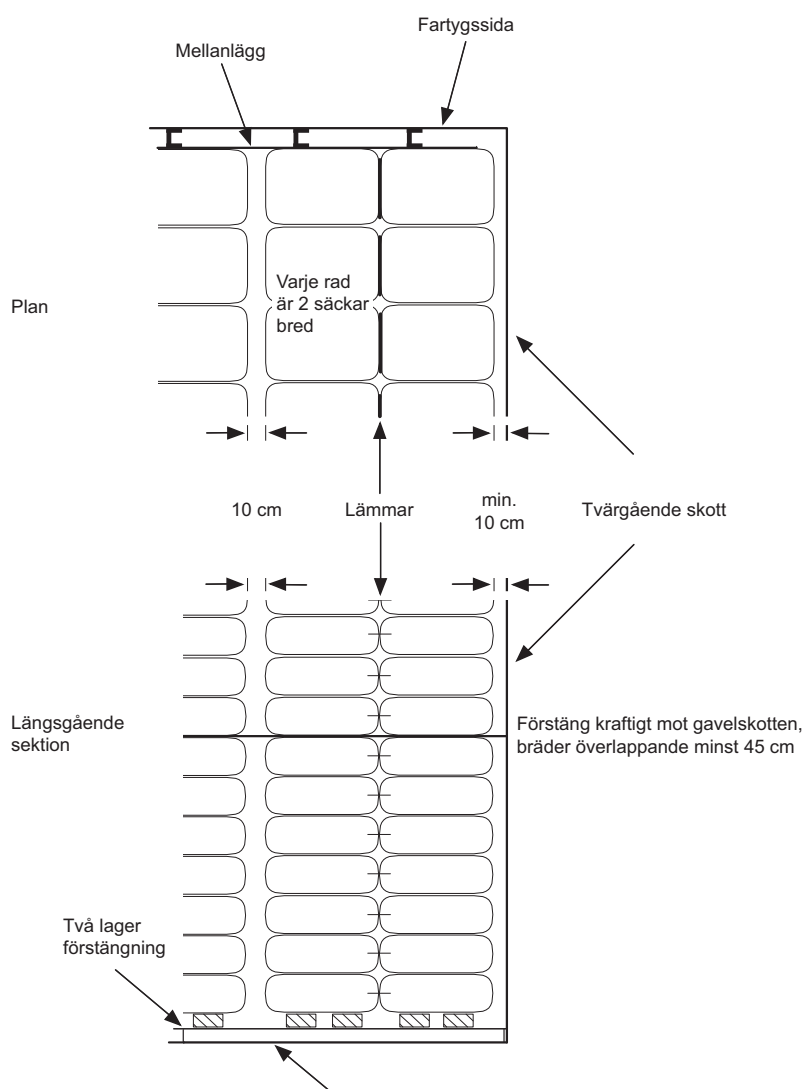 Fartygssida
Mellanlägg
Plan
Varje rad
är 2 säckar
bred
10 cm
Lämmar
min.
10 cm
Tvärgående skott
Längsgående
sektion
Förstäng kraftigt mot gavelskotten,
bräder överlappande minst 45 cm
Två lager
förstängning